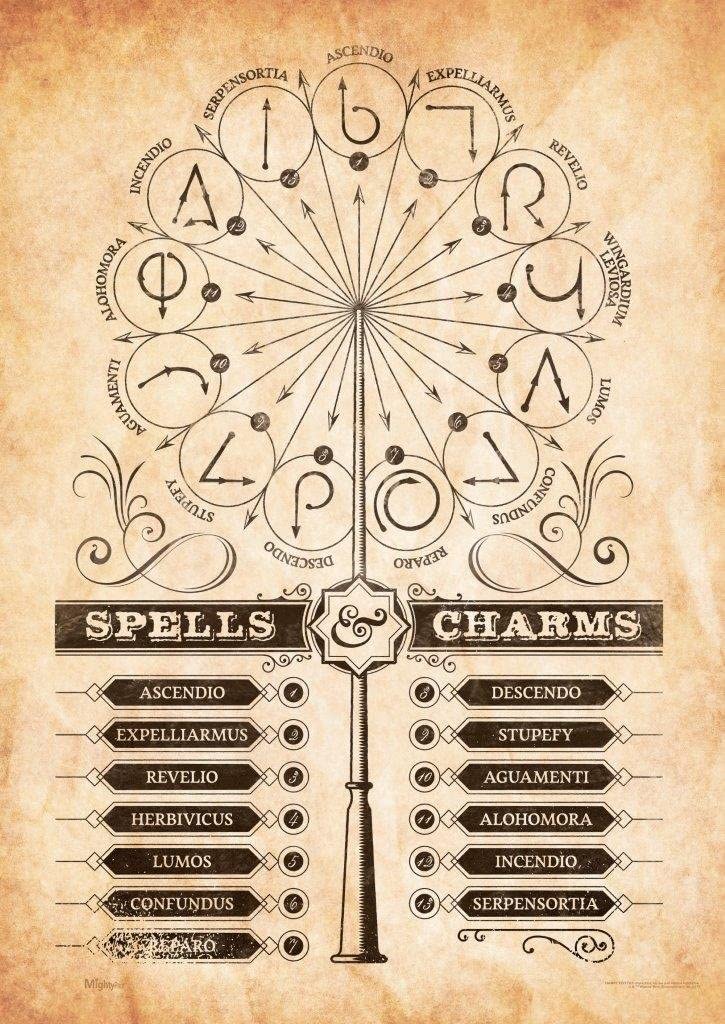 ASCENDIO
1
EXPELLIARMUS
2
REVELIO
3
WINGARDIUM
LEVIOSA
4
LUMOS
5
CONFUNDUS
6
REPARO
7
DESCENDO
8
STUPEFY
9
AGUAMENTI
10
ALOHOMORA
11
INCENDIO
12
SERPENSORTIA
13
SPELLS & CHARMS
ASCENDIO 1
EXPELLIARMUS 2
REVELIO 3
HERBIVICUS 4
LUMOS 5
CONFUNDUS 6
REPARO 7
8 DESCENDO
9 STUPEFY
10 AGUAMENTI
11 ALOHOMORA
12 INCENDIO
13 SERPENSORTIA